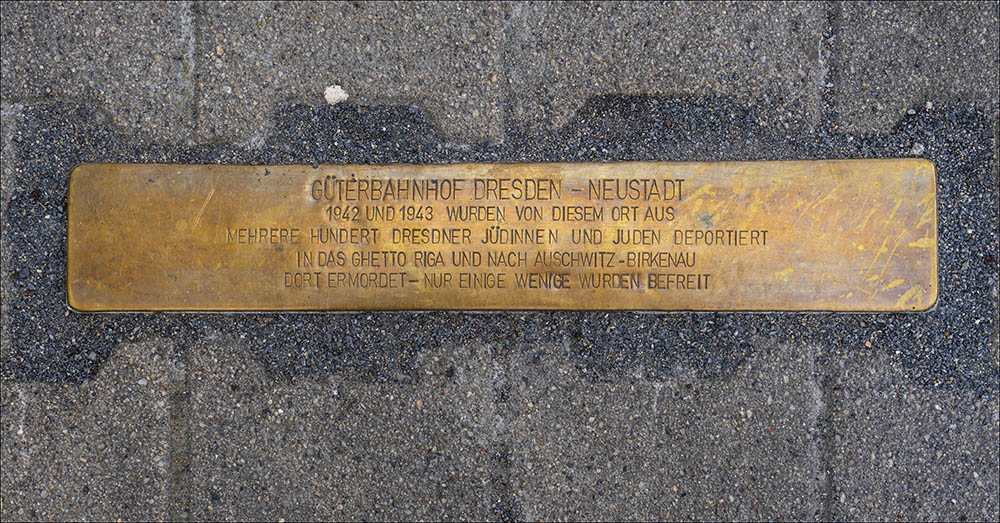 GÜTERBAHNHOF DRESDEN – NEUSTADT
1942 UND 1943 WURDEN VON DIESEM ORT AUS
MEHRERE HUNDERT DRESDNER JÜDINNEN UND JUDEN DEPORTIERT
IN DAS GHETTO RIGA UND NACH AUSCHWITZ-BIRKENAU
DORT ERMORDET – NUR EINIGE WENIGE WURDEN BEFREIT